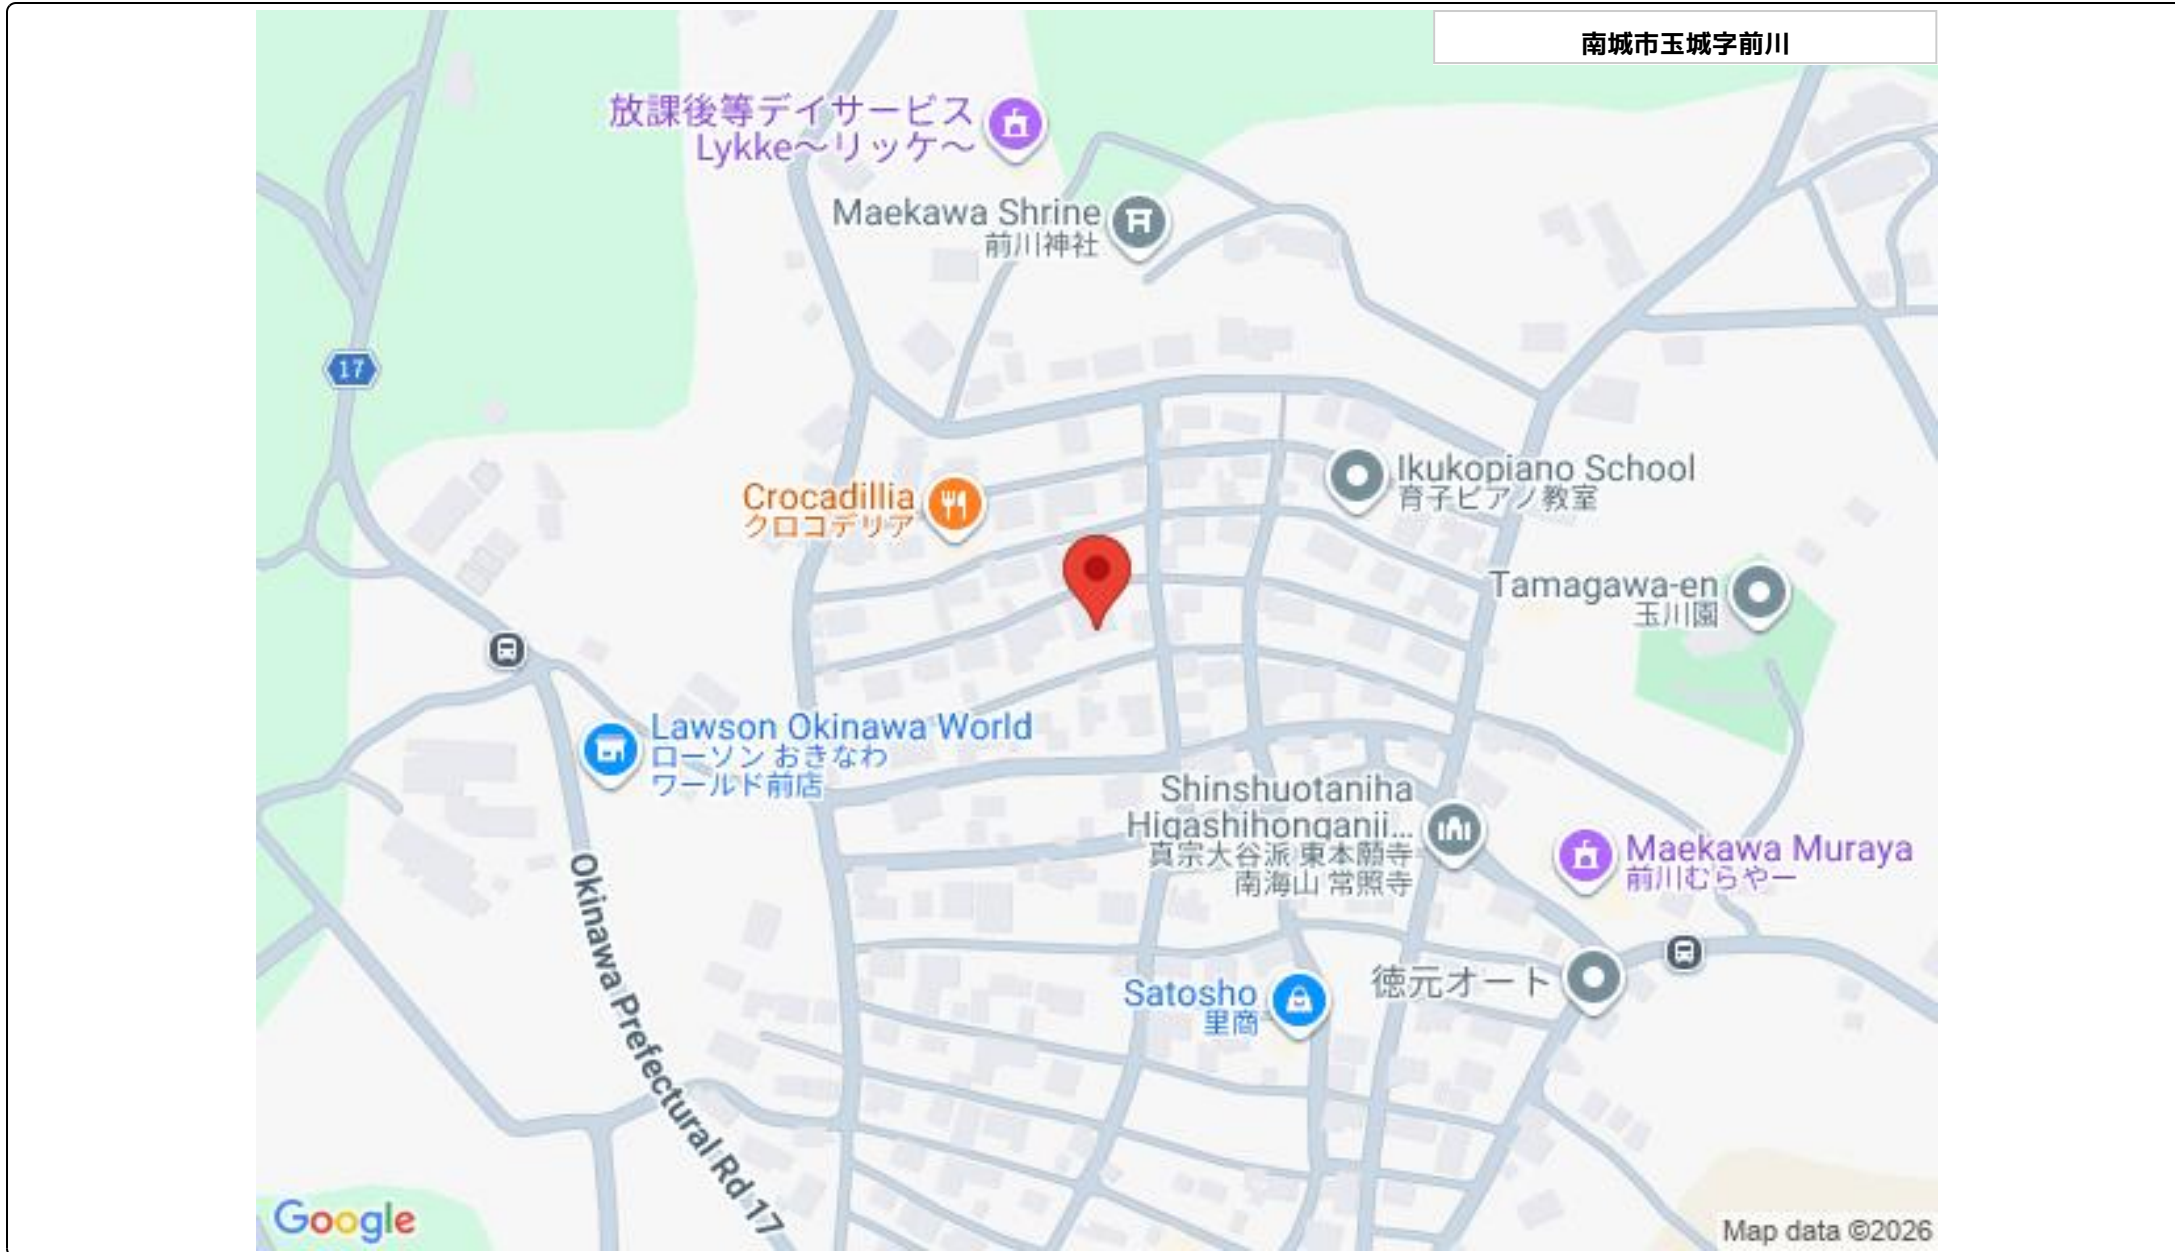 南城市玉城字前川
放課後等デイサービス
Lykke～リッケ～
Maekawa Shrine
前川神社
17
Crocadillia
クロコデリア
Ikukopiano School
育子ピアノ教室
Tamagawa-en
玉川園
Lawson Okinawa World
ローソン おきなわ
ワールド前店
Shinshuotaniha
Higashihonganji...
真宗大谷派 東本願寺
南海山 常照寺
Maekawa Muraya
前川むらやー
Okinawa Prefectural Rd 17
Satosho
里商
徳元オート
Google
Map data ©2026